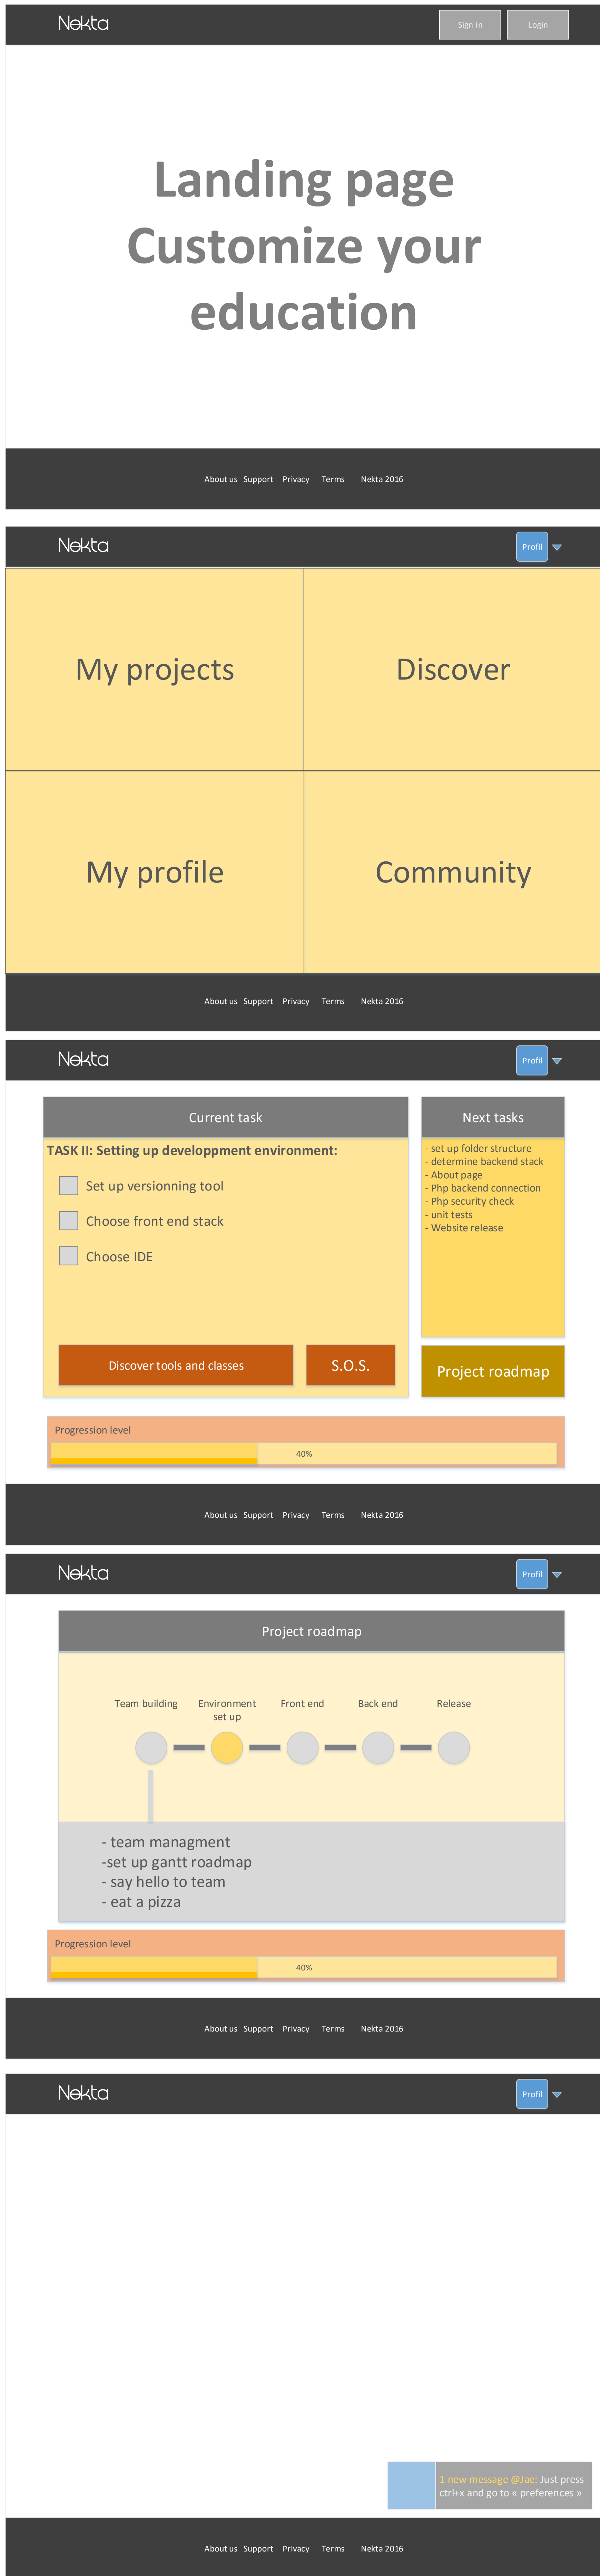 Nekta
Sign in Login
Landing page
Customize your
education
About us Support Privacy Terms Nekta 2016
Nekta
Profil
My projects Discover
My profile Community
About us Support Privacy Terms Nekta 2016
Nekta
Profil
Current task
TASK II: Setting up developpment environment:
Set up versionning tool
Choose front end stack
Choose IDE
Discover tools and classes S.O.S.
Next tasks
- set up folder structure
- determine backend stack
- About page
- Php backend connection
- Php security check
- unit tests
- Website release
Project roadmap
Progression level
40%
About us Support Privacy Terms Nekta 2016
Nekta
Profil
Project roadmap
Team building
Environment
set up
Front end
Back end
Release
- team managment
-set up gantt roadmap
- say hello to team
- eat a pizza
Progression level
40%
About us Support Privacy Terms Nekta 2016
Nekta
Profil
1 new message @Jae: Just press
ctrl+x and go to « preferences »
About us Support Privacy Terms Nekta 2016